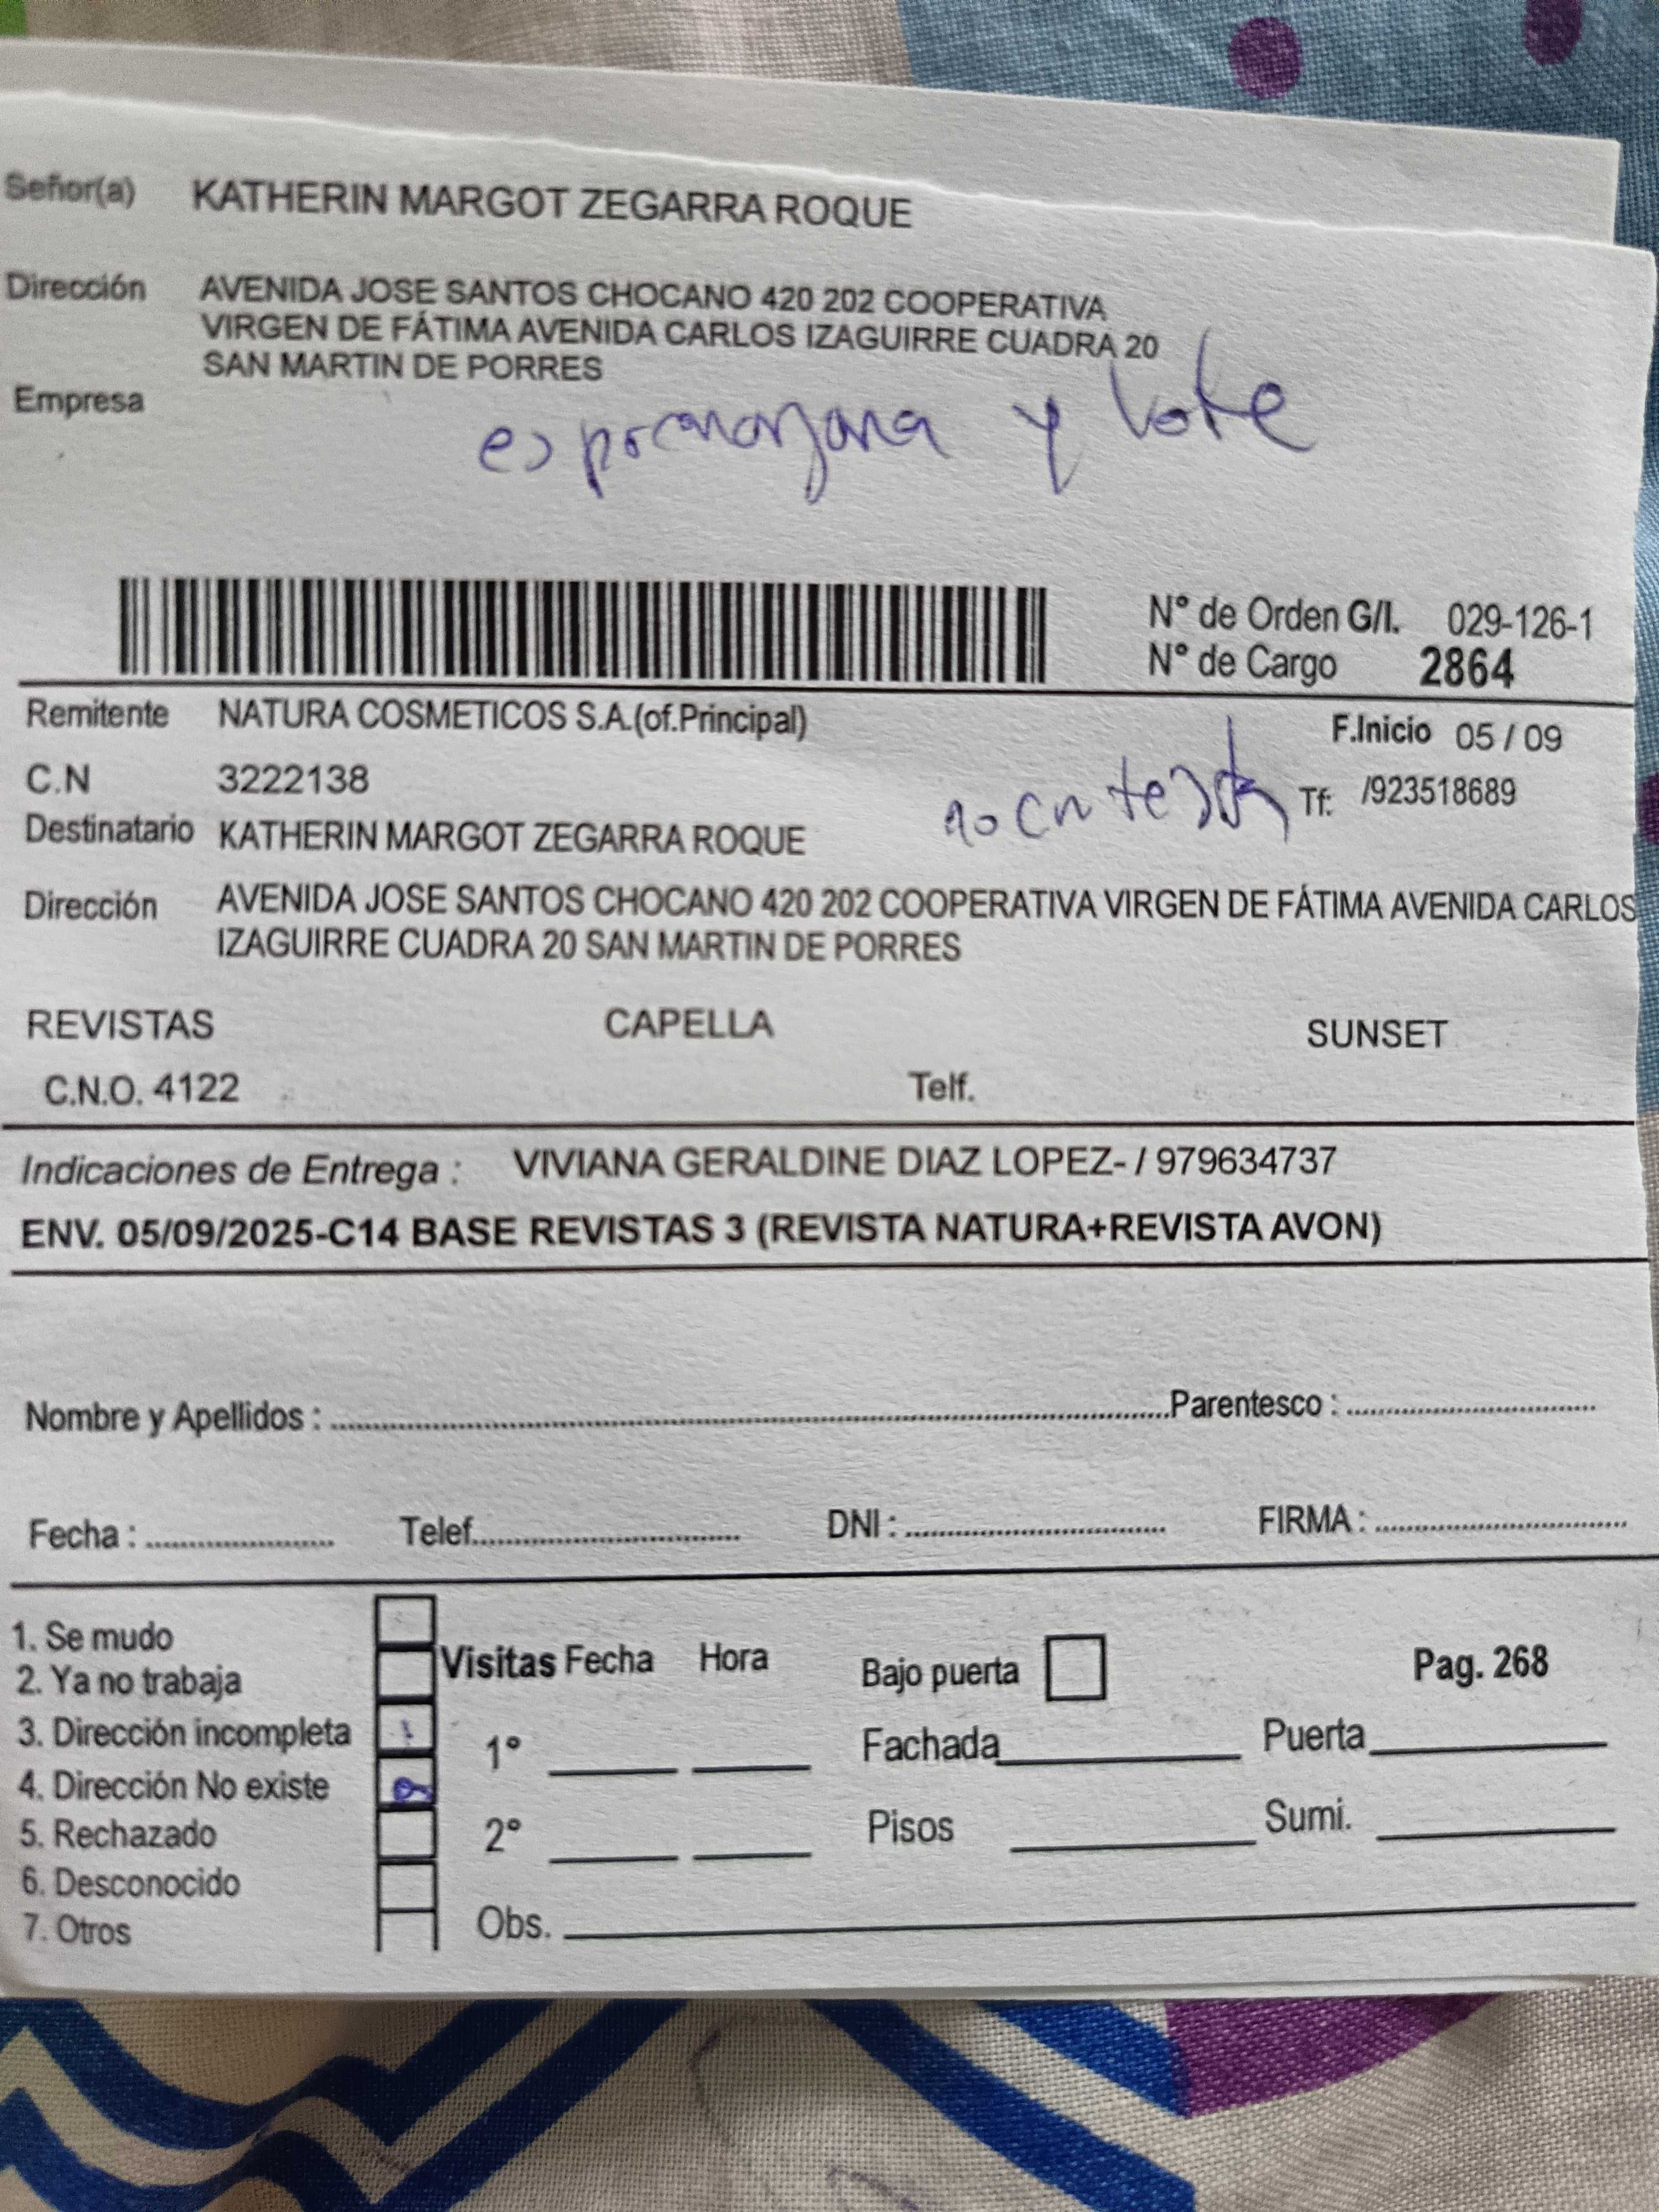 Señor(a) KATHERIN MARGOT ZEGARRA ROQUE
Dirección AVENIDA JOSE SANTOS CHOCANO 420 202 COOPERATIVA
VIRGEN DE FÁTIMA AVENIDA CARLOS IZAGUIRRE CUADRA 20
SAN MARTIN DE PORRES
Empresa
es por manzana y lote
N° de Orden G/I. 029-126-1
N° de Cargo 2864
Remitente NATURA COSMETICOS S.A.(of.Principal) F.Inicio 05 / 09
C.N 3222138 no contesta Tf: /923518689
Destinatario KATHERIN MARGOT ZEGARRA ROQUE
Dirección AVENIDA JOSE SANTOS CHOCANO 420 202 COOPERATIVA VIRGEN DE FÁTIMA AVENIDA CARLOS
IZAGUIRRE CUADRA 20 SAN MARTIN DE PORRES
REVISTAS CAPELLA SUNSET
C.N.O. 4122 Telf.
Indicaciones de Entrega : VIVIANA GERALDINE DIAZ LOPEZ- / 979634737
ENV. 05/09/2025-C14 BASE REVISTAS 3 (REVISTA NATURA+REVISTA AVON)
Nombre y Apellidos : Parentesco :
Fecha : Telef. DNI : FIRMA :
1. Se mudo
2. Ya no trabaja
3. Dirección incompleta
4. Dirección No existe
5. Rechazado
6. Desconocido
7. Otros
Visitas Fecha Hora
1°
2°
Obs.
Bajo puerta Pag. 268
Fachada Puerta
Pisos Sumi.